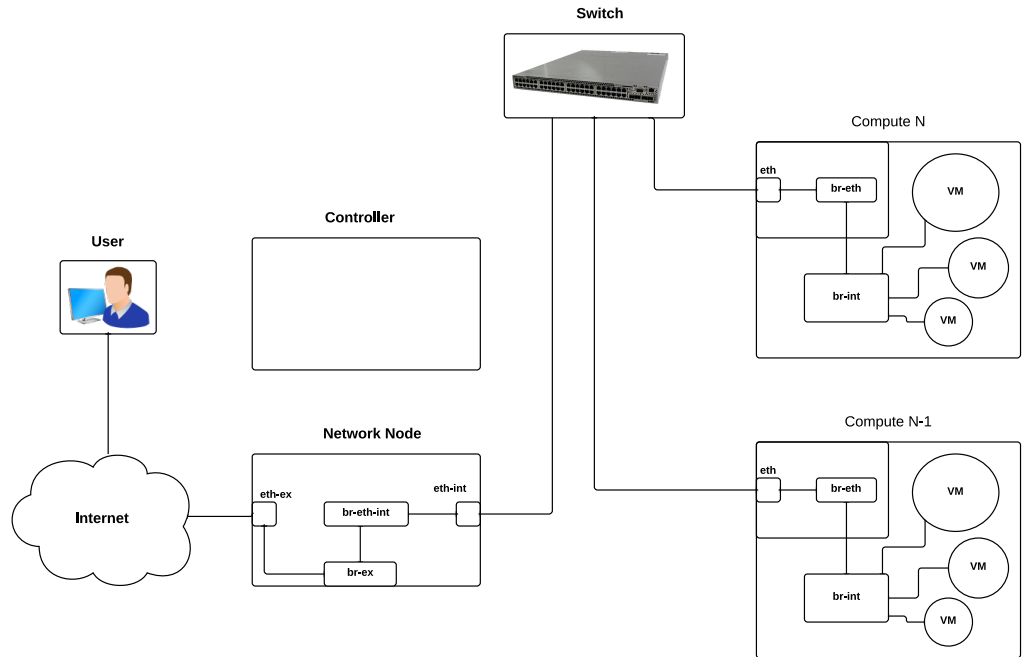 Switch
Compute N
eth
br-eth
VM
VM
br-int
VM
Controller
User
Compute N-1
Network Node
eth
br-eth
VM
eth-ex
eth-int
br-eth-int
Internet
br-ex
VM
br-int
VM